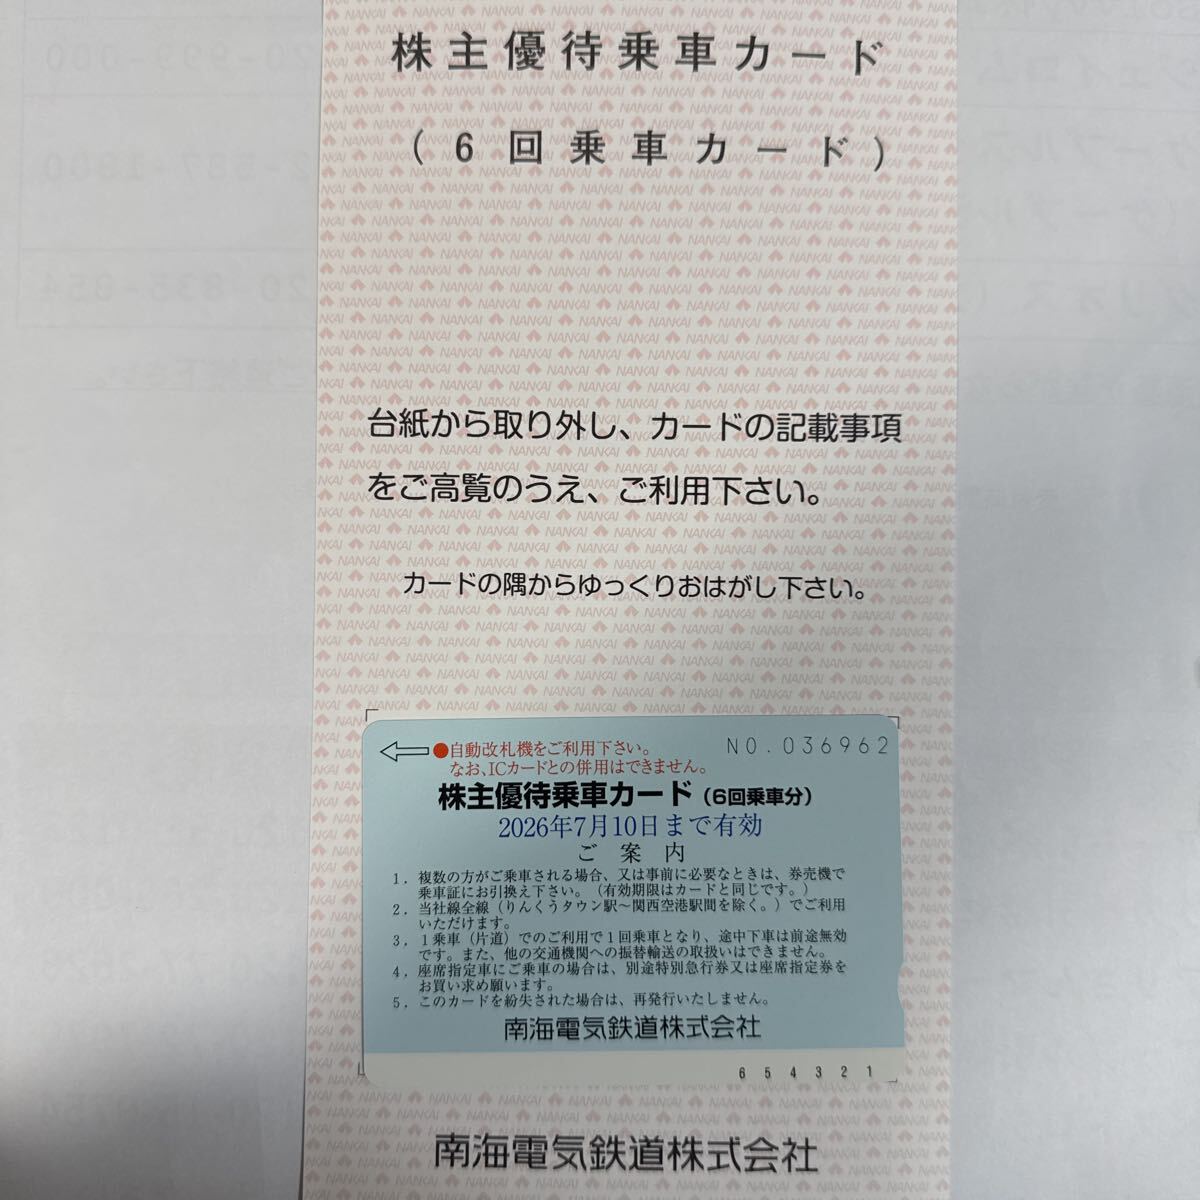 株主優待乗車カード
(6回乗車カード)
台紙から取り外し、カードの記載事項
をご高覧のうえ、ご利用下さい。
カードの隅からゆっくりおはがし下さい。
●自動改札機をご利用下さい。
なお、ICカードとの併用はできません。
NO.036962
株主優待乗車カード(6回乗車分)
2026年7月10日まで有効
ご案内
1．複数の方がご乗車される場合、又は事前に必要なときは、券売機で
乗車証にお引換え下さい。(有効期限はカードと同じです。)
2．当社線全線(りんくうタウン駅～関西空港駅間を除く。)でご利用
いただけます。
3．1乗車(片道)でのご利用で1回乗車となり、途中下車は前途無効
です。また、他の交通機関への振替輸送の取扱いはできません。
4．座席指定車にご乗車の場合は、別途特別急行券又は座席指定券を
お買い求め願います。
5．このカードを紛失された場合は、再発行いたしません。
南海電気鉄道株式会社
6 5 4 3 2 1
南海電気鉄道株式会社